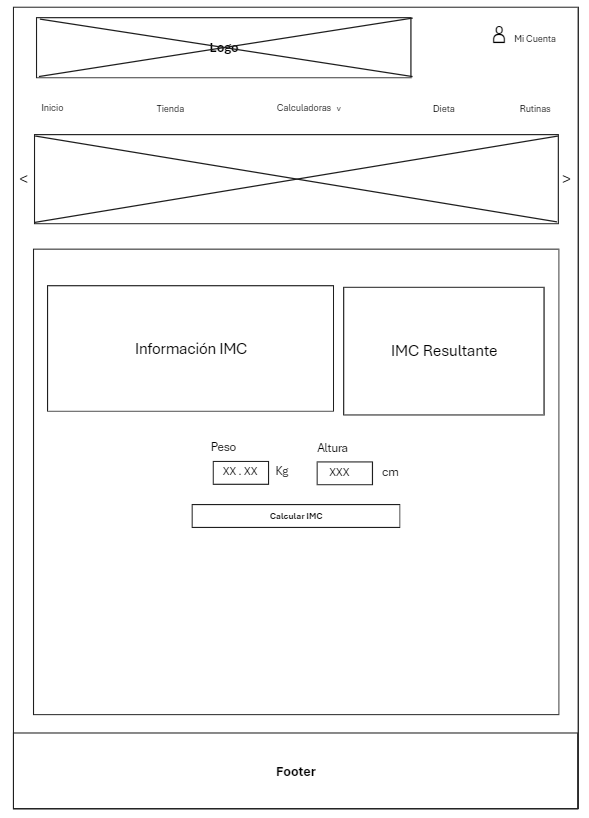 Logo
Mi Cuenta
Inicio Tienda Calculadoras v Dieta Rutinas
< >
Información IMC
IMC Resultante
Peso Altura
XX.XX Kg XXX cm
Calcular IMC
Footer